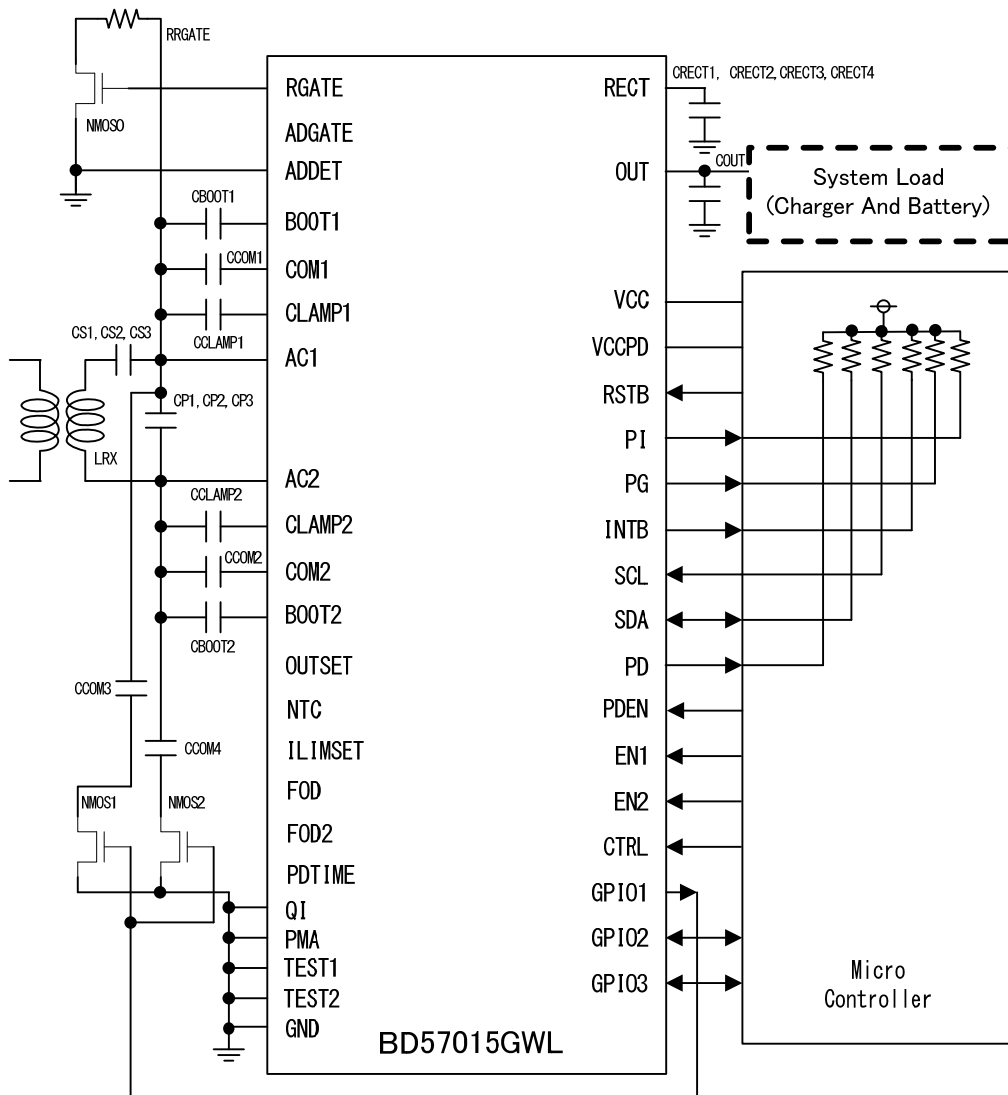 RRGATE
NMOS0
RGATE
ADGATE
ADDET
CBOOT1
BOOT1
CCOM1
COM1
CLAMP1
CCLAMP1
CS1, CS2, CS3
AC1
CP1, CP2, CP3
LRX
AC2
CCLAMP2
CLAMP2
CCOM2
COM2
BOOT2
CBOOT2
OUTSET
CCOM3
NTC
CCOM4
ILIMSET
FOD
NMOS1
NMOS2
FOD2
PDTIME
QI
PMA
TEST1
TEST2
GND
BD57015GWL
RECT
CRECT1, CRECT2, CRECT3, CRECT4
OUT
COUT
System Load
(Charger And Battery)
VCC
VCCPD
RSTB
PI
PG
INTB
SCL
SDA
PD
PDEN
EN1
EN2
CTRL
GPIO1
GPIO2
GPIO3
Micro
Controller